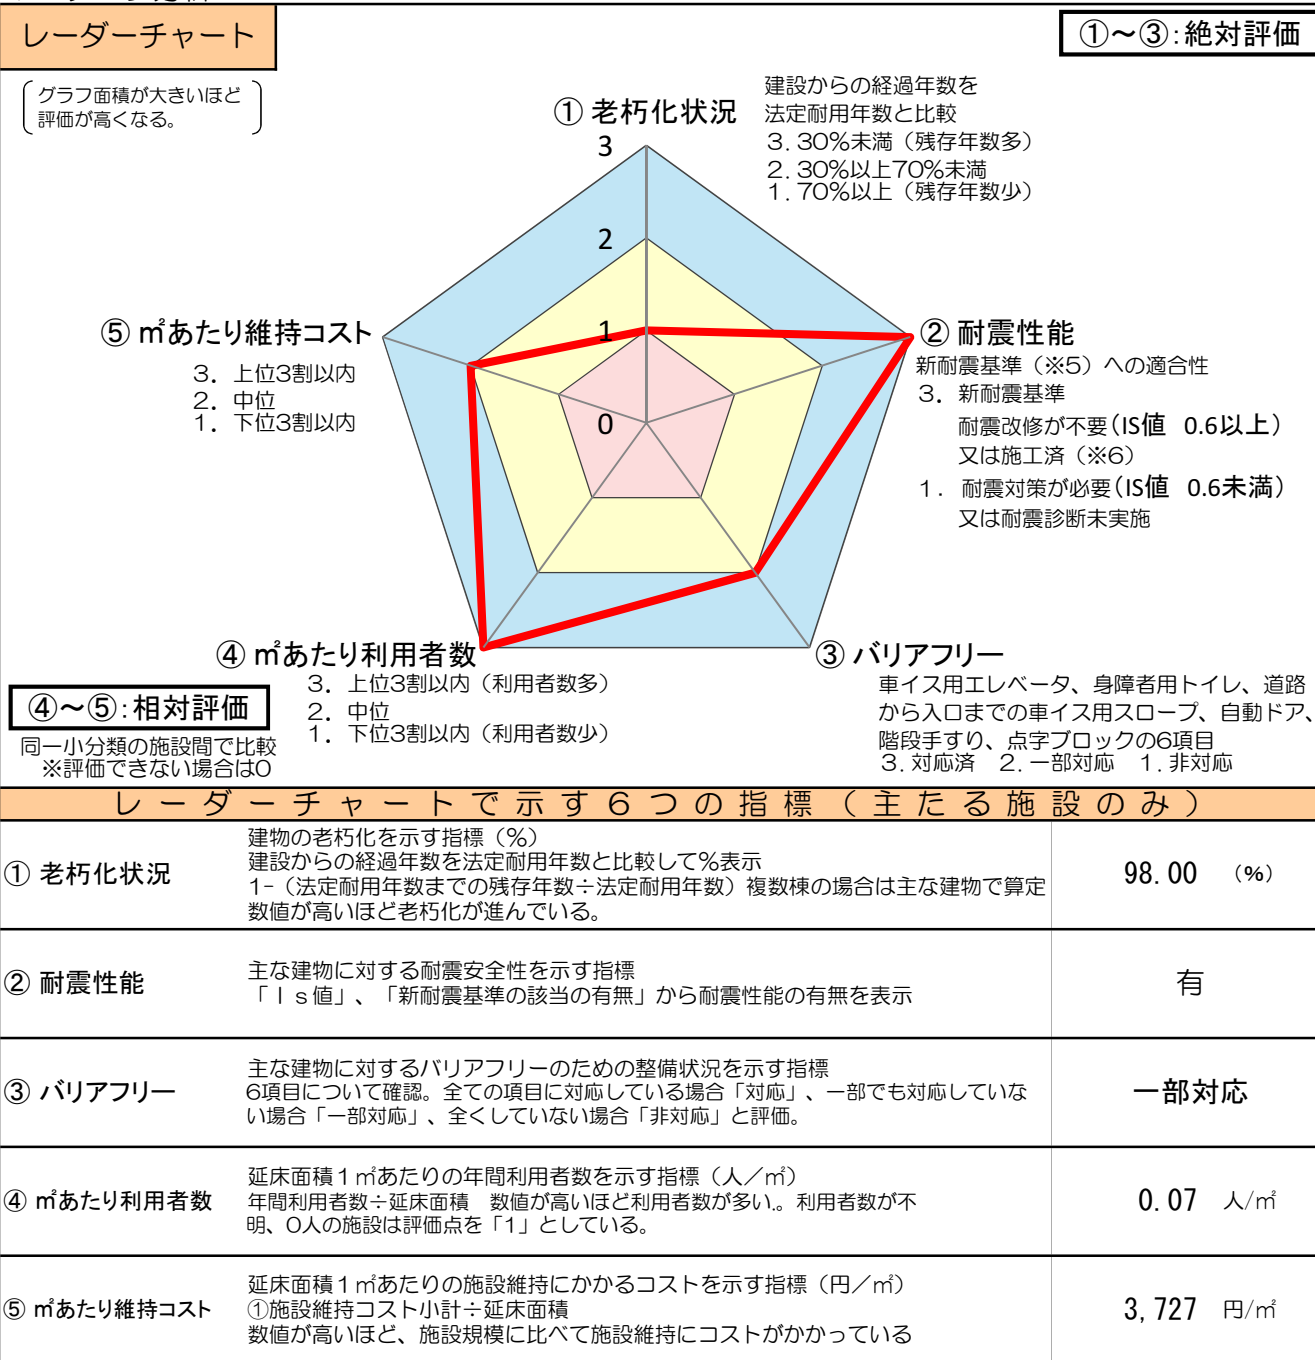 レーダーチャート
①～③:絶対評価
グラフ面積が大きいほど
評価が高くなる。
① 老朽化状況
建設からの経過年数を
法定耐用年数と比較
３．30％未満（残存年数多）
２．30％以上70％未満
１．70％以上（残存年数少）
3
2
1
0
② 耐震性能
新耐震基準（※５）への適合性
３．新耐震基準
耐震改修が不要(IS値 0.6以上)
又は施工済（※６）
１．耐震対策が必要(IS値 0.6未満)
又は耐震診断未実施
⑤ ㎡あたり維持コスト
３．上位3割以内
２．中位
１．下位3割以内
④ ㎡あたり利用者数
３．上位3割以内（利用者数多）
２．中位
１．下位3割以内（利用者数少）
③ バリアフリー
車イス用エレベータ、身障者用トイレ、道路
から入口までの車イス用スロープ、自動ドア、
階段手すり、点字ブロックの6項目
３．対応済 ２．一部対応 １．非対応
④～⑤:相対評価
同一小分類の施設間で比較
※評価できない場合は0
レーダーチャートで示す６つの指標（主たる施設のみ）
① 老朽化状況
建物の老朽化を示す指標（％）
建設からの経過年数を法定耐用年数と比較して％表示
1-（法定耐用年数までの残存年数÷法定耐用年数）複数棟の場合は主な建物で算定
数値が高いほど老朽化が進んでいる。
98.00 （％）
② 耐震性能
主な建物に対する耐震安全性を示す指標
「Ｉｓ値」、「新耐震基準の該当の有無」から耐震性能の有無を表示
有
③ バリアフリー
主な建物に対するバリアフリーのための整備状況を示す指標
6項目について確認。全ての項目に対応している場合「対応」、一部でも対応していな
い場合「一部対応」、全くしていない場合「非対応」と評価。
一部対応
④ ㎡あたり利用者数
延床面積１㎡あたりの年間利用者数を示す指標（人／㎡）
年間利用者数÷延床面積 数値が高いほど利用者数が多い。利用者数が不
明、0人の施設は評価点を「1」としている。
0.07 人/㎡
⑤ ㎡あたり維持コスト
延床面積１㎡あたりの施設維持にかかるコストを示す指標（円／㎡）
①施設維持コスト小計÷延床面積
数値が高いほど、施設規模に比べて施設維持にコストがかかっている
3,727 円/㎡